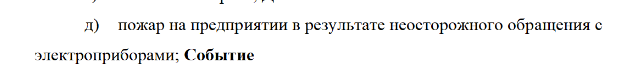 д) пожар на предприятии в результате неосторожного обращения с
электроприборами; Событие